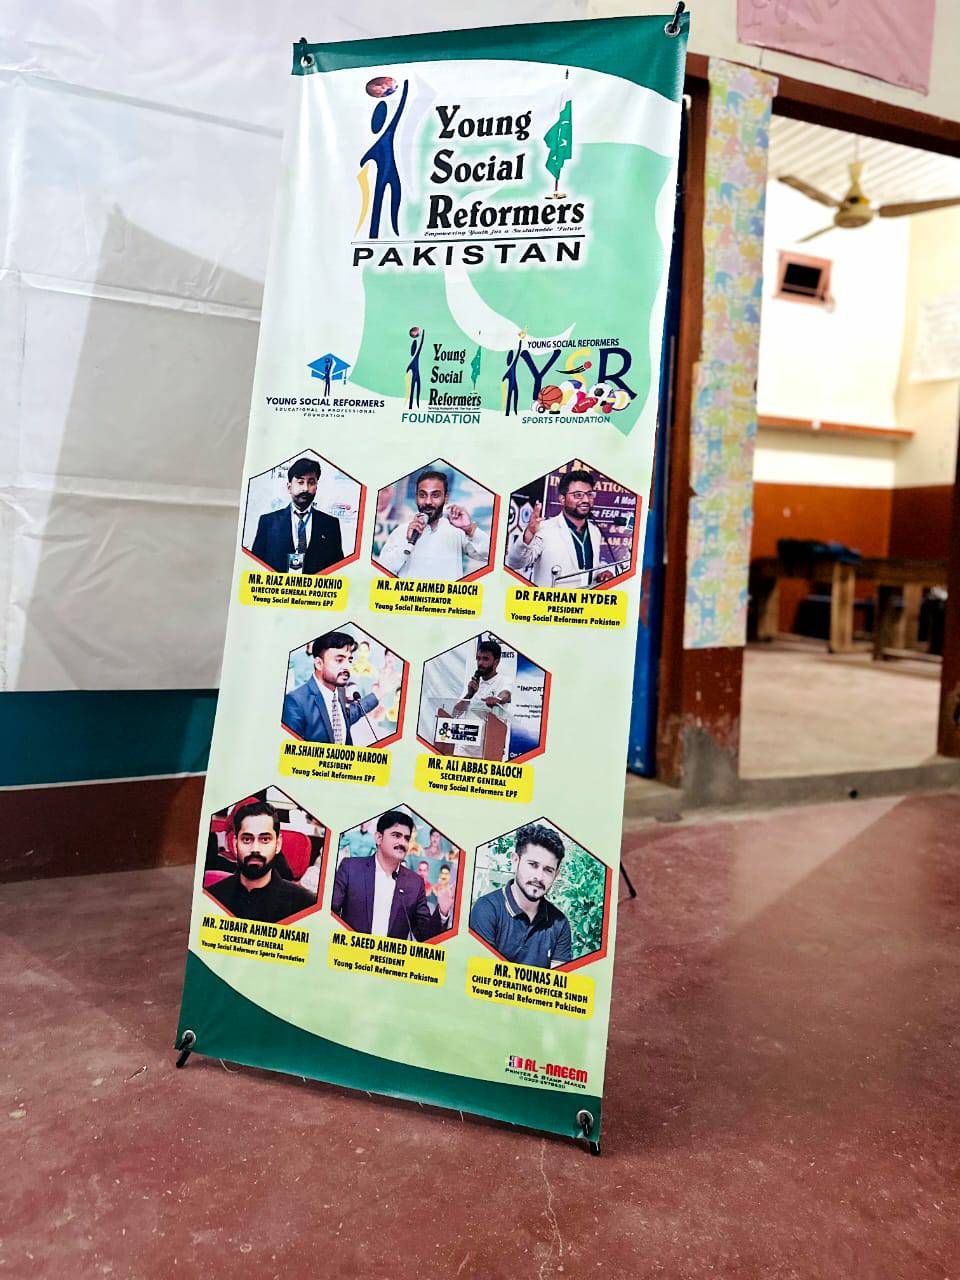 Young
Social
Reformers
Empowering Youth for a Sustainable Future
PAKISTAN
YOUNG SOCIAL REFORMERS
EDUCATIONAL & PROFESSIONAL
FOUNDATION
Young
Social
Reformers
FOUNDATION
YOUNG SOCIAL REFORMERS
YSR
SPORTS FOUNDATION
MR. RIAZ AHMED JOKHIO
DIRECTOR GENERAL PROJECTS
Young Social Reformers EPF
MR. AYAZ AHMED BALOCH
ADMINISTRATOR
Young Social Reformers Pakistan
DR FARHAN HYDER
PRESIDENT
Young Social Reformers Pakistan
MR.SHAIKH SAUOOD HAROON
PRESIDENT
Young Social Reformers EPF
"IMPOR
MR. ALI ABBAS BALOCH
SECRETARY GENERAL
Young Social Reformers EPF
MR. ZUBAIR AHMED ANSARI
SECRETARY GENERAL
Young Social Reformers Sports Foundation
MR. SAEED AHMED UMRANI
PRESIDENT
Young Social Reformers Pakistan
MR. YOUNAS ALI
CHIEF OPERATING OFFICER SINDH
Young Social Reformers Pakistan
AL-NAEEM
PRINTER & STAMP MAKER